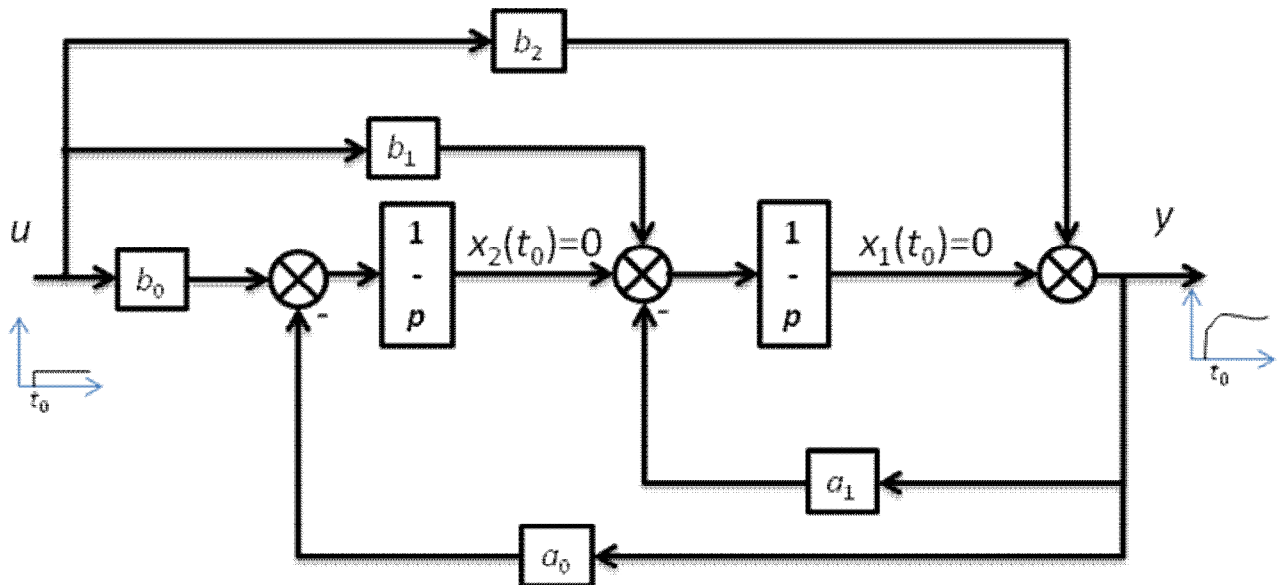 b₂
b₁
u
b₀
-
1
-
p
x₂(t₀)=0
-
1
-
p
x₁(t₀)=0
y
t₀
t₀
a₁
a₀